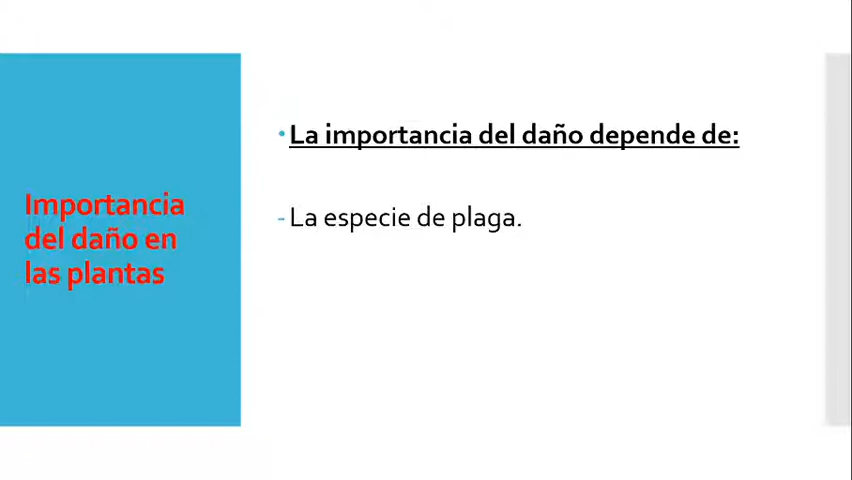 Importancia
del daño en
las plantas
La importancia del daño depende de:
- La especie de plaga.